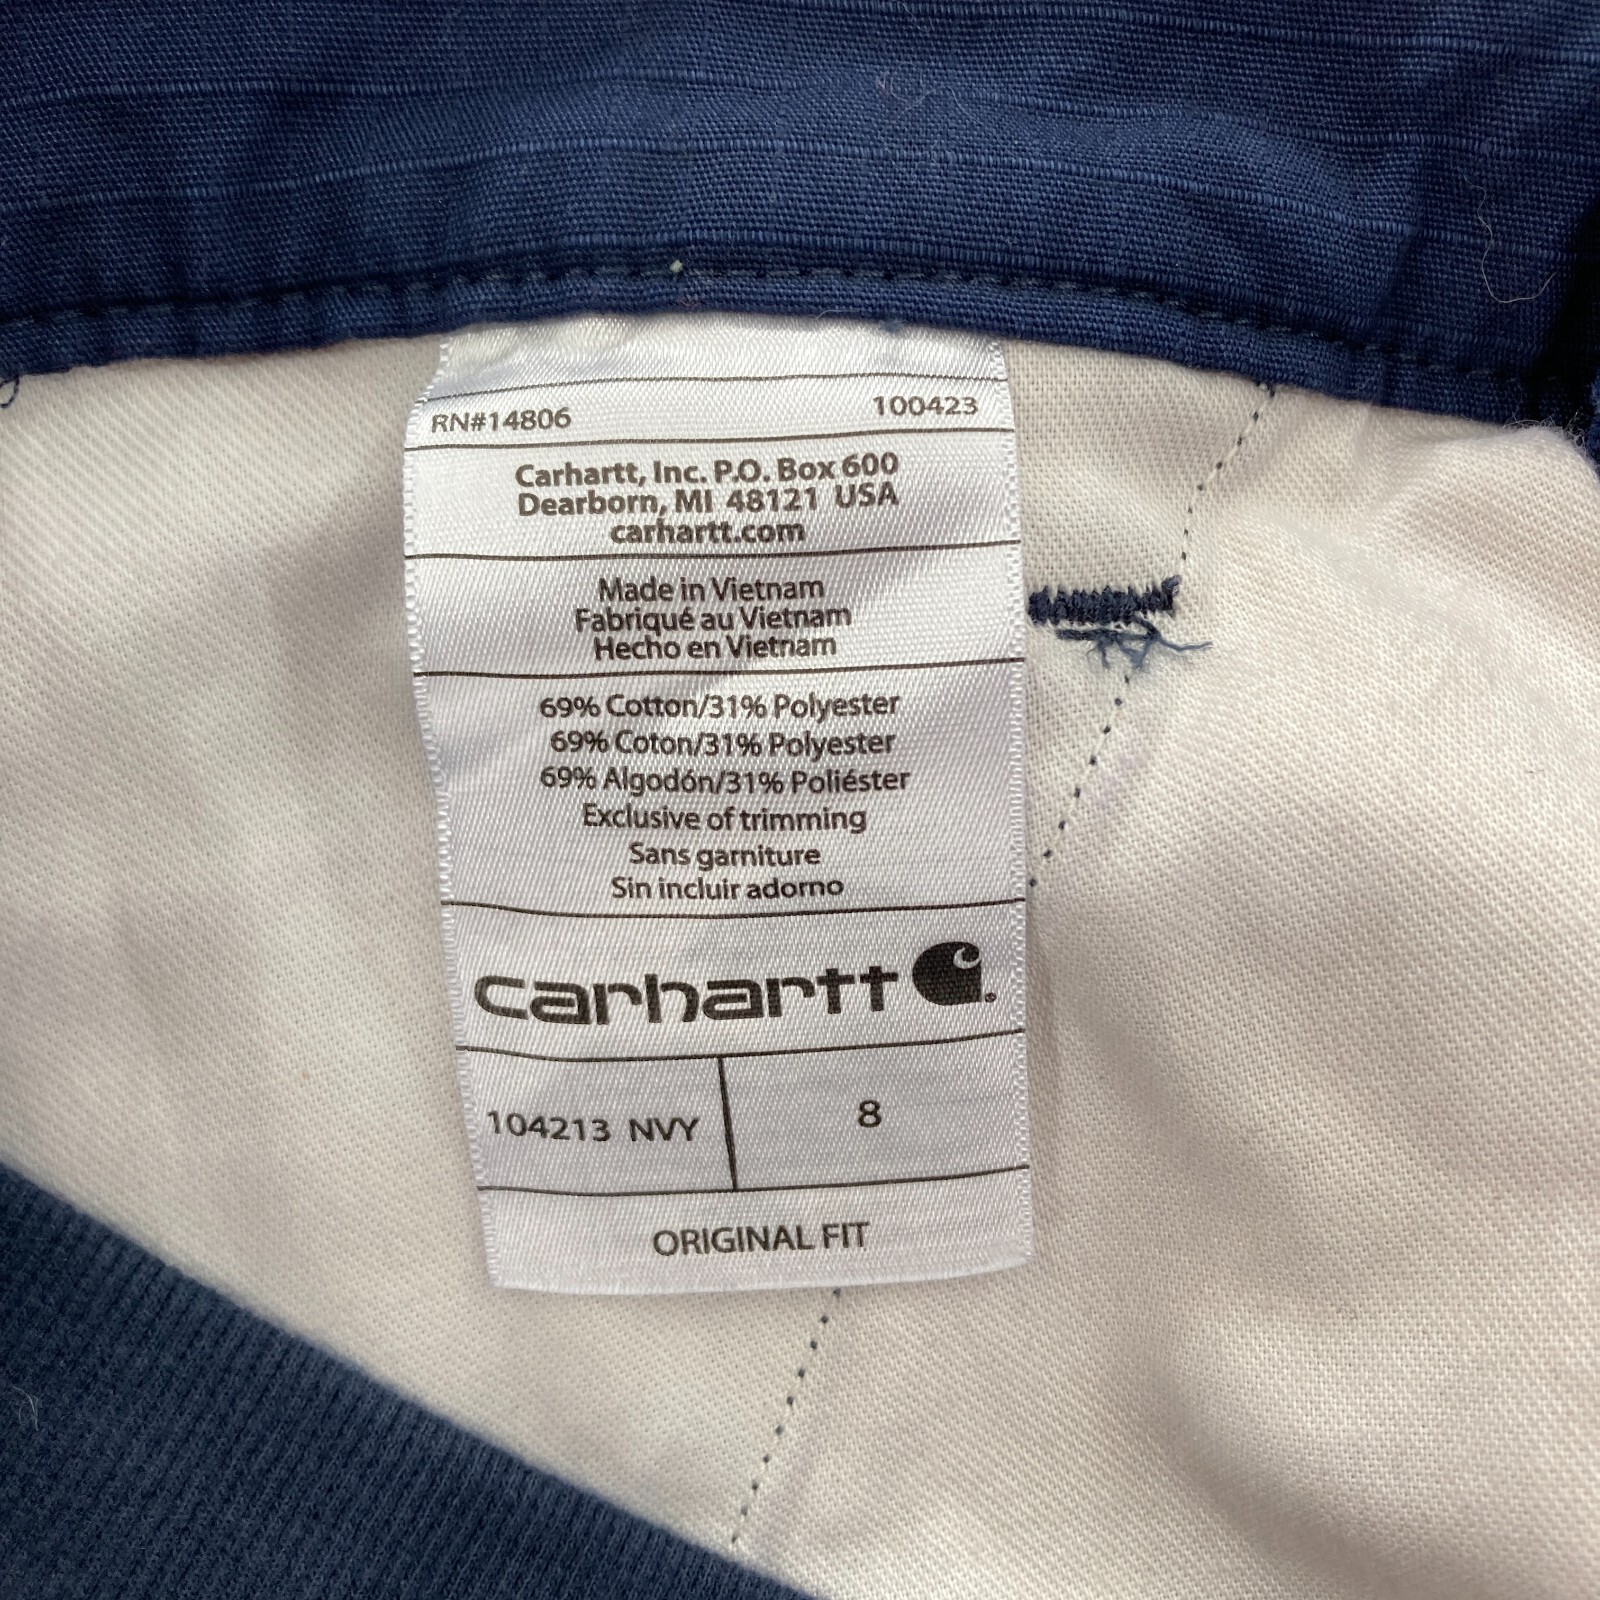 RN#14806 100423
Carhartt, Inc. P.O. Box 600
Dearborn, MI 48121 USA
carhartt.com
Made in Vietnam
Fabriqué au Vietnam
Hecho en Vietnam
69% Cotton/31% Polyester
69% Coton/31% Polyester
69% Algodón/31% Poliéster
Exclusive of trimming
Sans garniture
Sin incluir adorno
carhartt
104213 NVY 8
ORIGINAL FIT